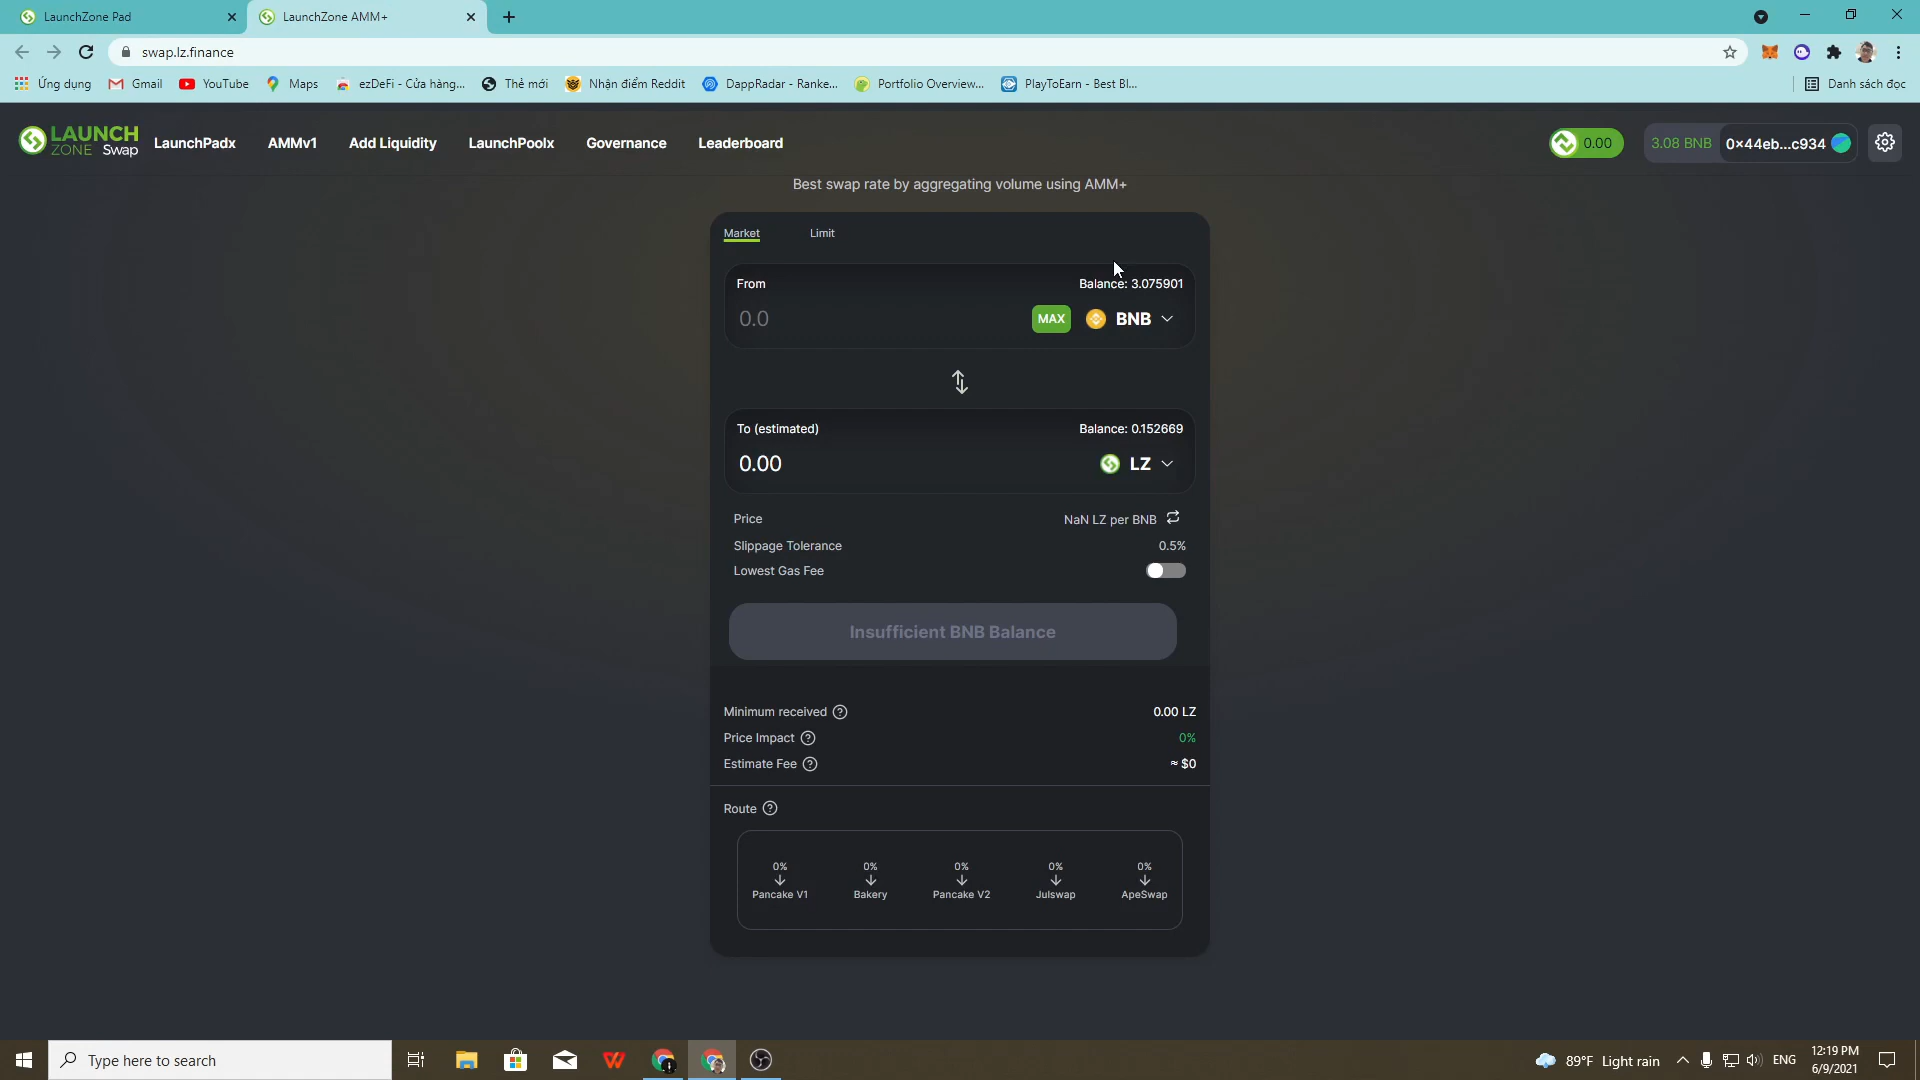 LaunchZone Pad
LaunchZone AMM+
swap.lz.finance
Ứng dụng
Gmail
YouTube
Maps
ezDeFi - Cửa hàng...
Thẻ mới
Nhận điểm Reddit
DappRadar - Ranke...
Portfolio Overview...
PlayToEarn - Best Bl...
Danh sách đọc
LAUNCH
ZONE Swap
LaunchPadx
AMMv1
Add Liquidity
LaunchPoolx
Governance
Leaderboard
0.00
3.08 BNB
0x44eb...c934
Best swap rate by aggregating volume using AMM+
Market
Limit
From
Balance: 3.075901
0.0
MAX
BNB
To (estimated)
Balance: 0.152669
0.00
LZ
Price
NaN LZ per BNB
Slippage Tolerance
0.5%
Lowest Gas Fee
Insufficient BNB Balance
Minimum received
0.00 LZ
Price Impact
0%
Estimate Fee
≈ $0
Route
0% 0% 0% 0% 0%
Pancake V1
Bakery
Pancake V2
Julswap
ApeSwap
Type here to search
89°F Light rain
ENG
12:19 PM
6/9/2021